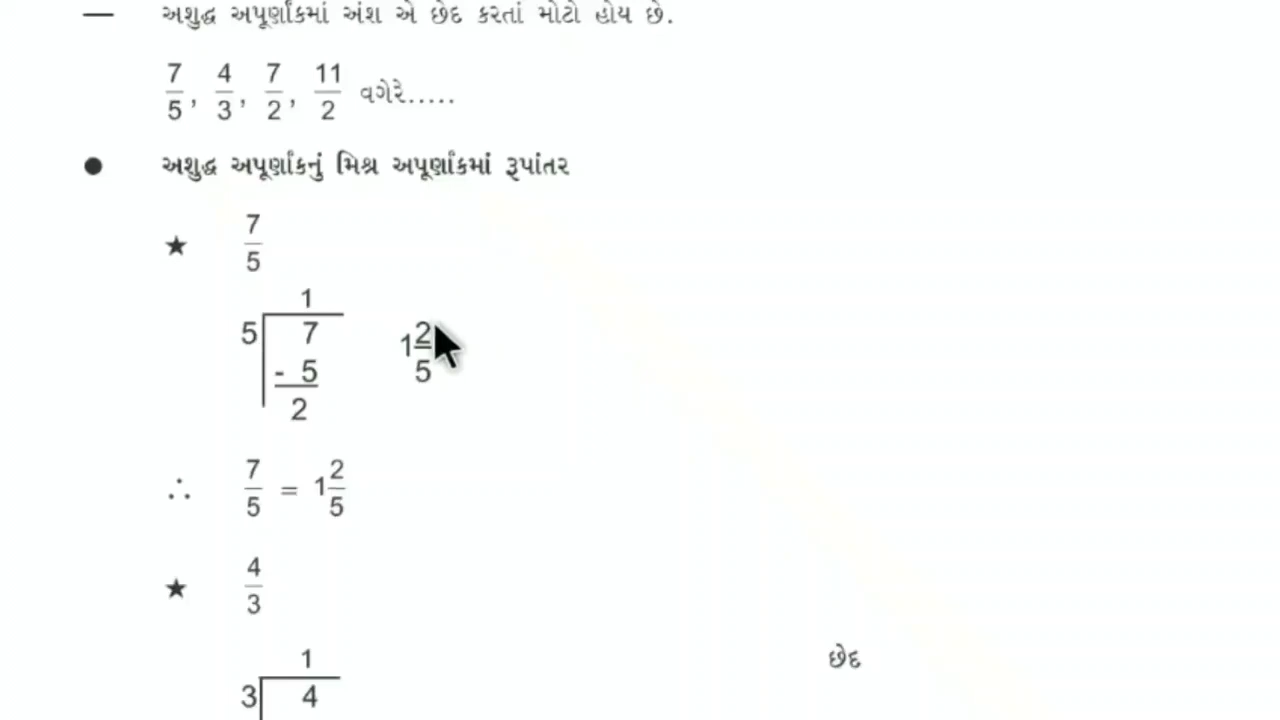 — અશુદ્ધ અપૂર્ણાંકમાં અંશ એ છેદ કરતાં મોટો હોય છે.
7/5, 4/3, 7/2, 11/2 વગેરે.....
● અશુદ્ધ અપૂર્ણાંકનું મિશ્ર અપૂર્ણાંકમાં રૂપાંતર
★ 7/5
1
5 7 1 2/5
- 5
2
∴ 7/5 = 1 2/5
★ 4/3
છેદ
1
3 4